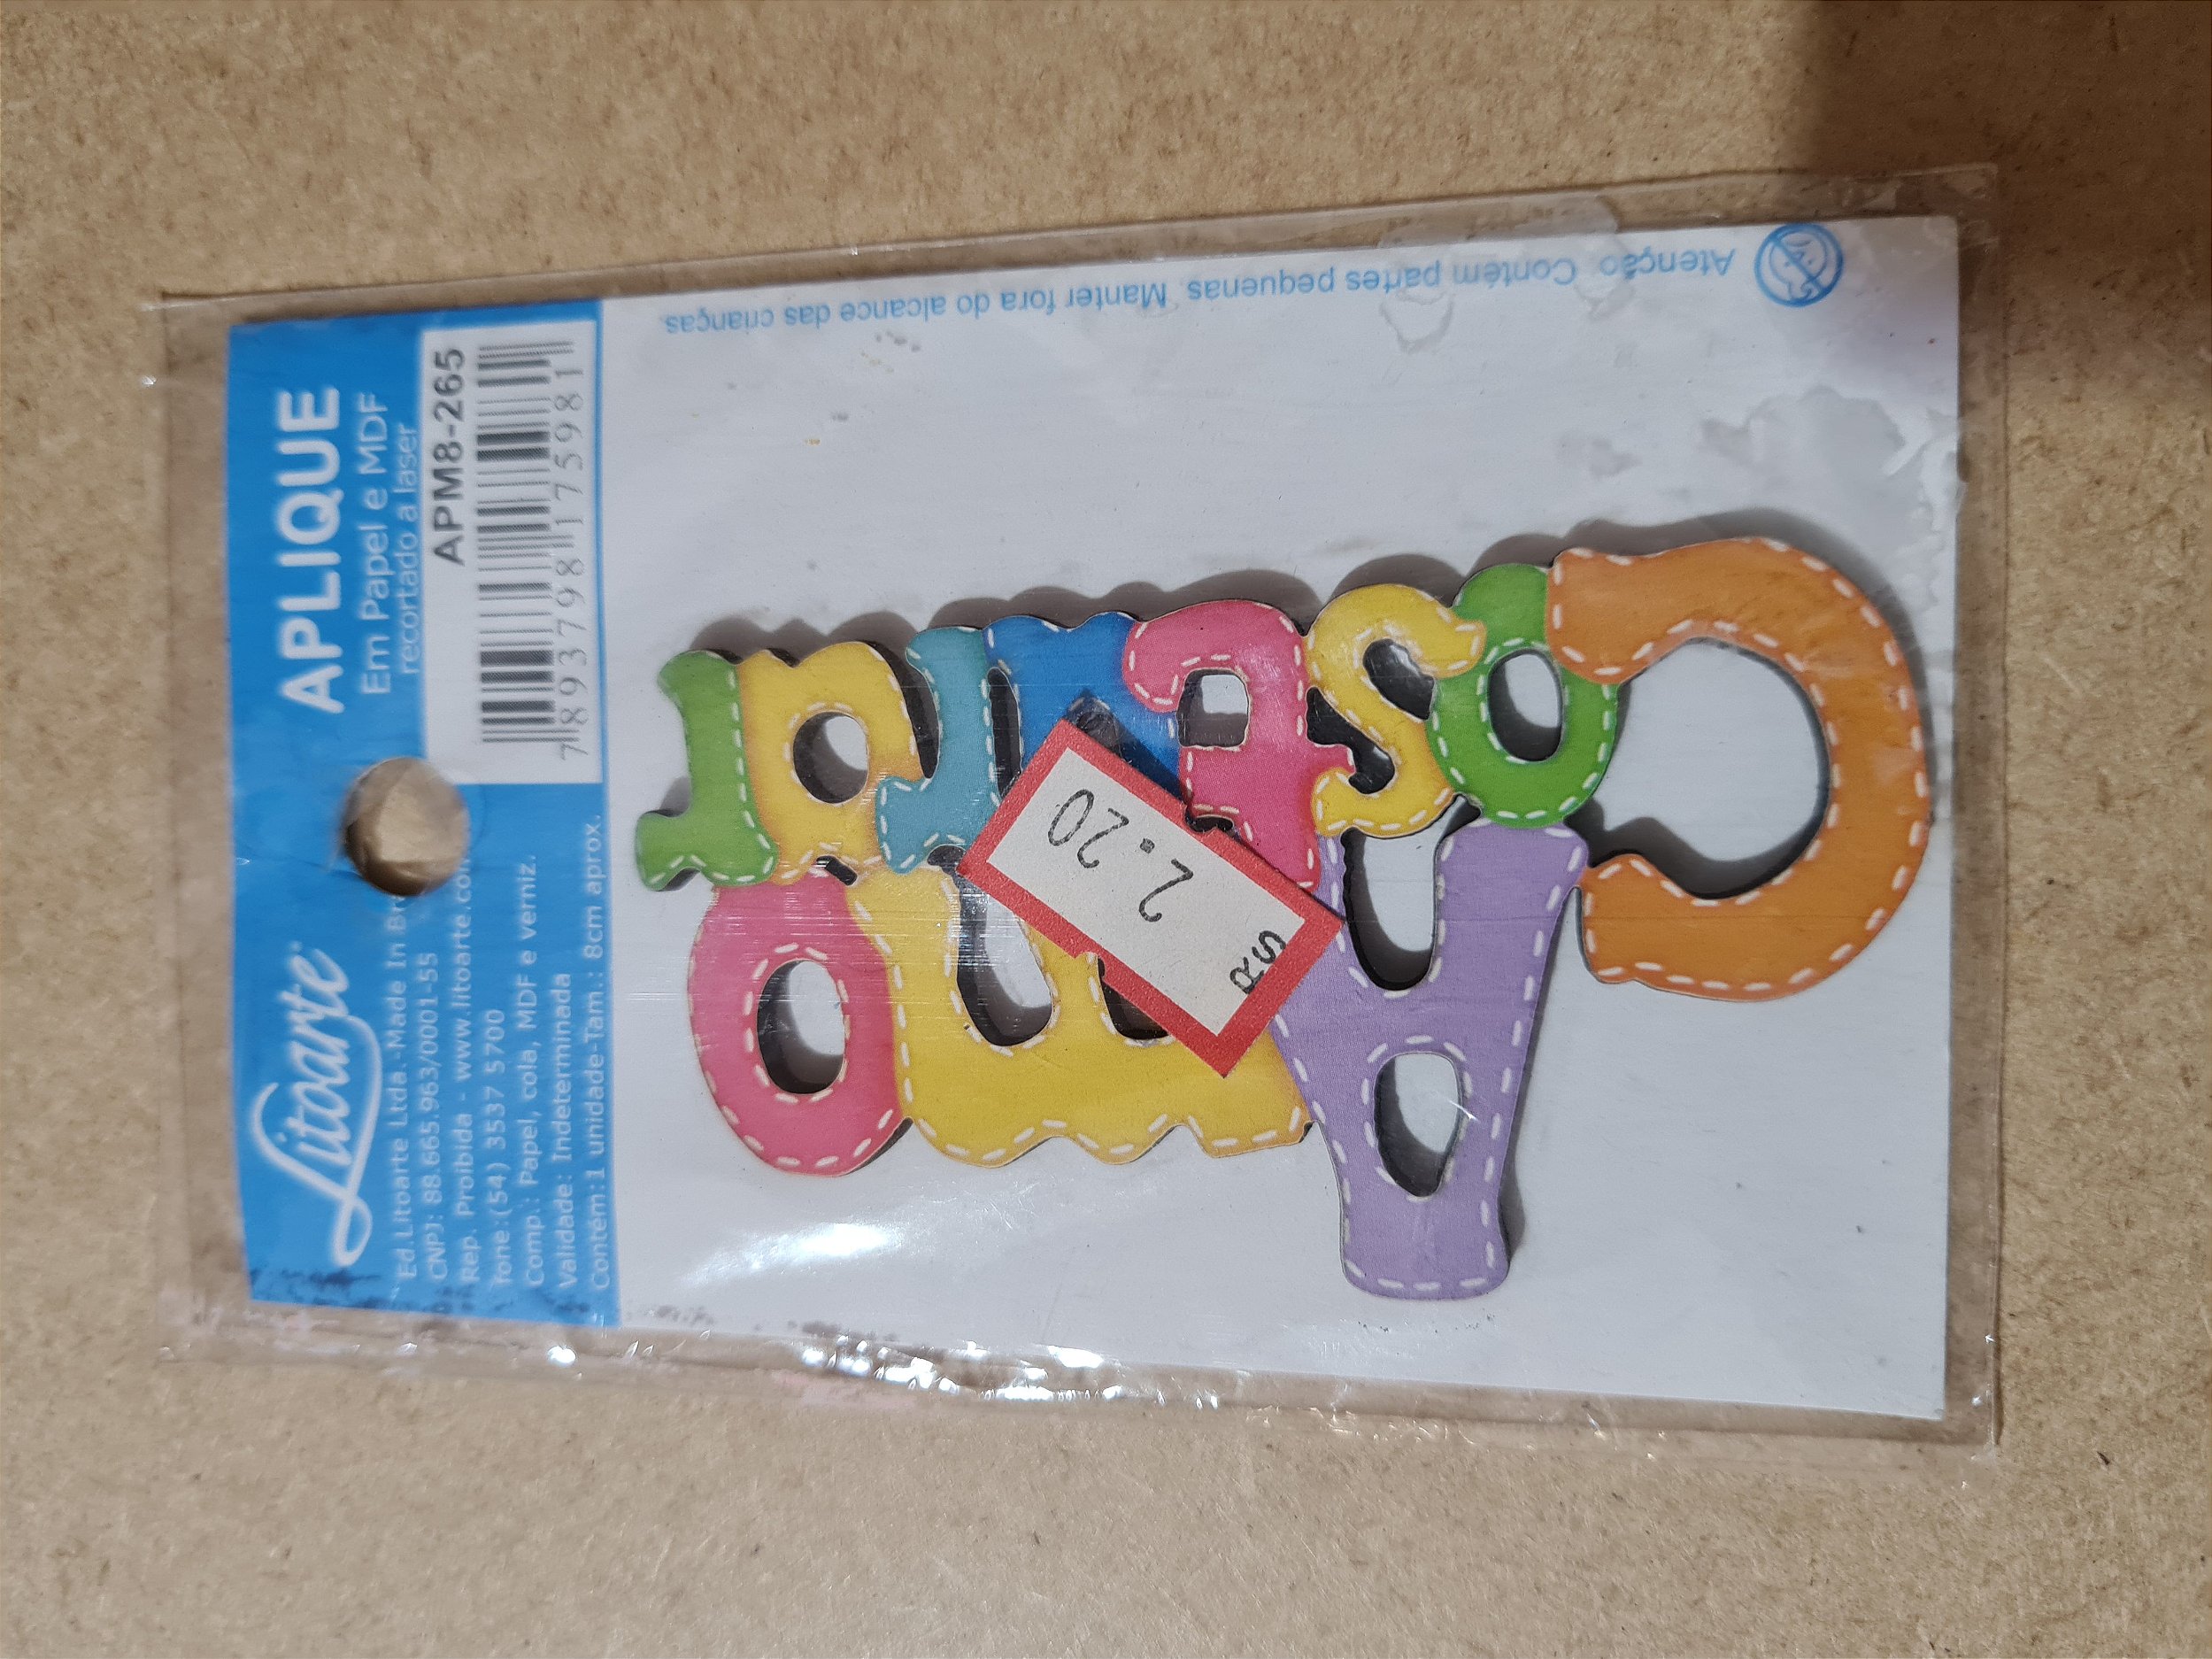 Litoarte
Ed.Litoarte Ltda.-Made In Bra
CNPJ: 88.665.963/0001-55
Rep. Proibida - www.litoarte.com
fone:(54) 3537 5700
Comp.: Papel, cola, MDF e verniz.
Validade: Indeterminada
Contém:1 unidade-Tam.: 8cm aprox.
APLIQUE
Em Papel e MDF
recortado a laser
APM8-265
7 893798 175981
Amo
Costurar
R$
2.20
Atenção. Contém partes pequenas. Manter fora do alcance das crianças.